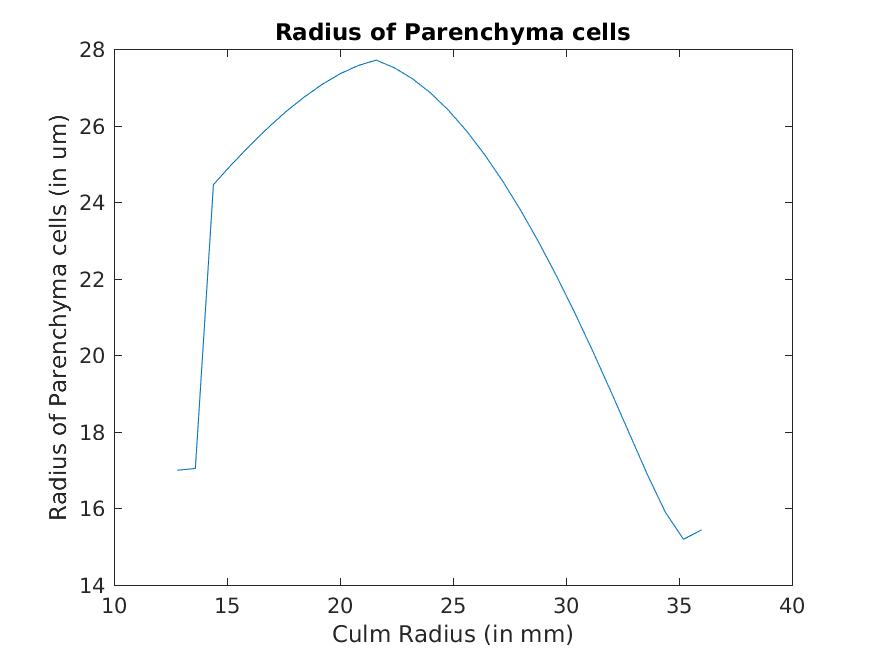 Radius of Parenchyma cells
28
26
24
22
20
18
16
14
Radius of Parenchyma cells (in um)
10 15 20 25 30 35 40
Culm Radius (in mm)